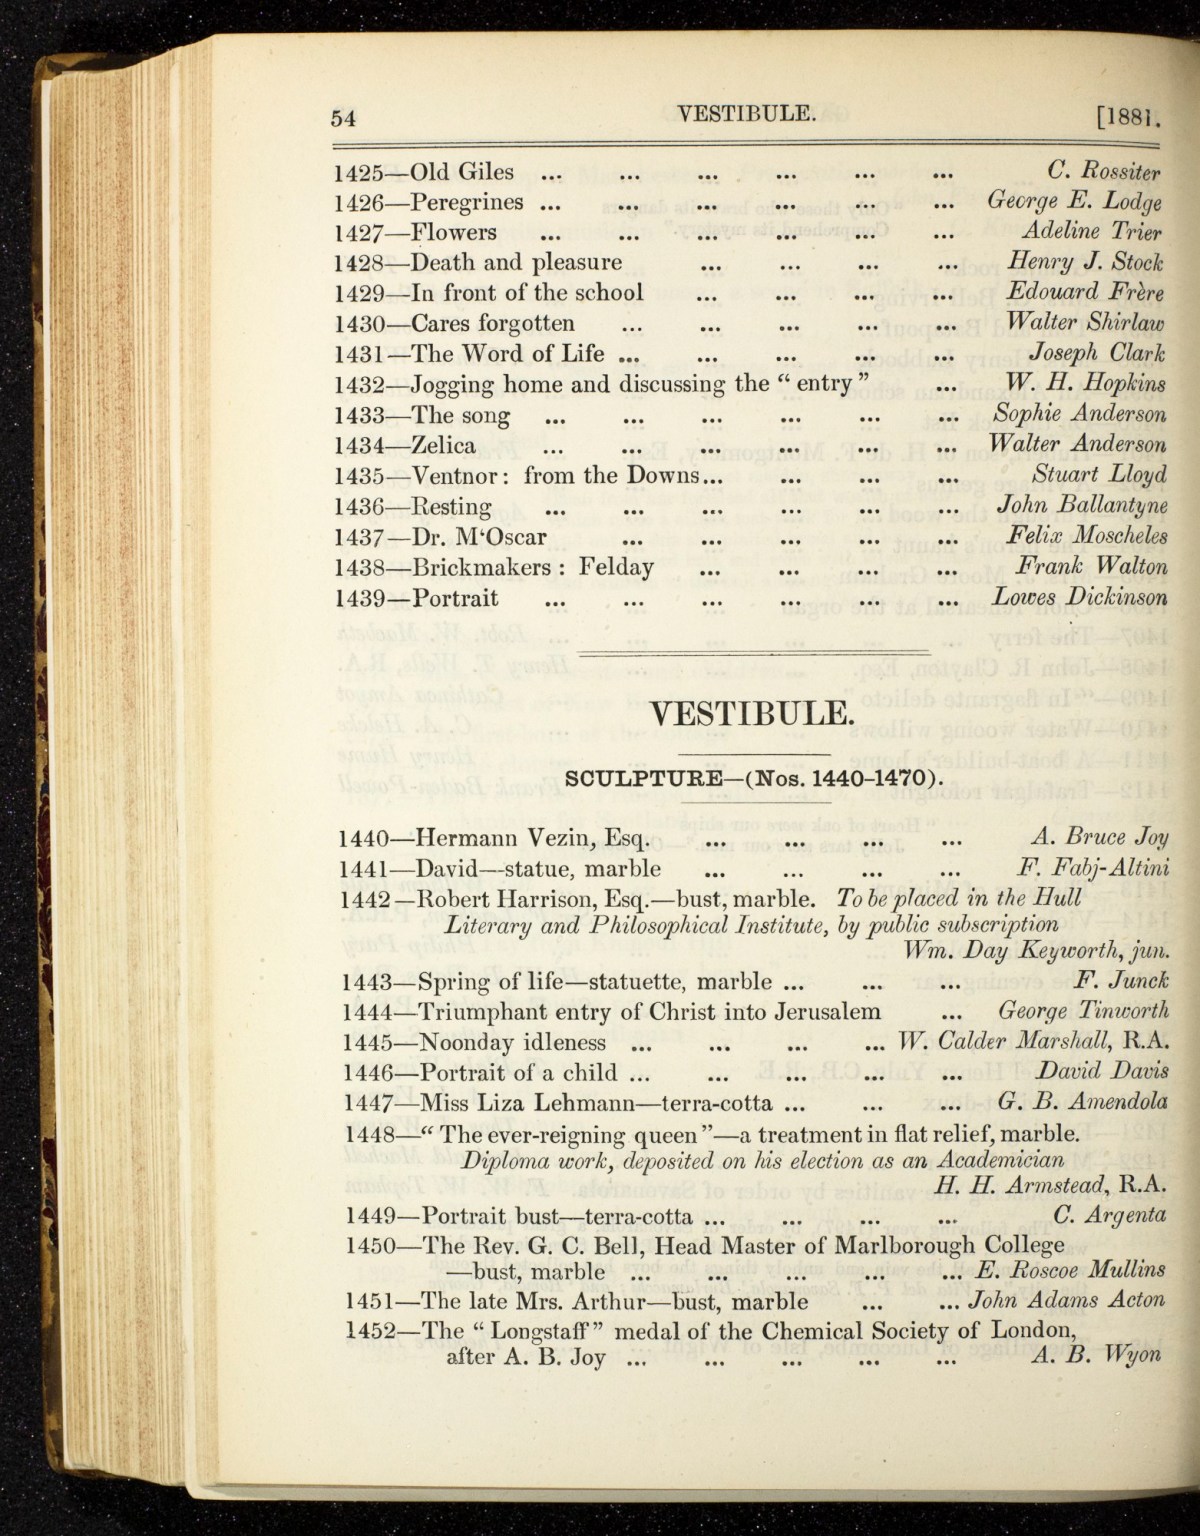 54 VESTIBULE. [1881.
1425—Old Giles ... ... ... ... ... ... C. Rossiter
1426—Peregrines ... ... ... ... ... ... George E. Lodge
1427—Flowers ... ... ... ... ... ... Adeline Trier
1428—Death and pleasure ... ... ... ... Henry J. Stock
1429—In front of the school ... ... ... ... Edouard Frère
1430—Cares forgotten ... ... ... ... ... Walter Shirlaw
1431—The Word of Life ... ... ... ... ... Joseph Clark
1432—Jogging home and discussing the “ entry ” ... W. H. Hopkins
1433—The song ... ... ... ... ... ... Sophie Anderson
1434—Zelica ... ... ... ... ... ... Walter Anderson
1435—Ventnor : from the Downs... ... ... ... Stuart Lloyd
1436—Resting ... ... ... ... ... ... John Ballantyne
1437—Dr. M‘Oscar ... ... ... ... ... Felix Moscheles
1438—Brickmakers : Felday ... ... ... ... Frank Walton
1439—Portrait ... ... ... ... ... ... Lowes Dickinson
VESTIBULE.
SCULPTURE—(Nos. 1440–1470).
1440—Hermann Vezin, Esq. ... ... ... ... A. Bruce Joy
1441—David—statue, marble ... ... ... ... F. Fabj-Altini
1442—Robert Harrison, Esq.—bust, marble. To be placed in the Hull
Literary and Philosophical Institute, by public subscription
Wm. Day Keyworth, jun.
1443—Spring of life—statuette, marble ... ... ... F. Junck
1444—Triumphant entry of Christ into Jerusalem ... George Tinworth
1445—Noonday idleness ... ... ... ... W. Calder Marshall, R.A.
1446—Portrait of a child ... ... ... ... ... David Davis
1447—Miss Liza Lehmann—terra-cotta ... ... ... G. B. Amendola
1448—“ The ever-reigning queen ”—a treatment in flat relief, marble.
Diploma work, deposited on his election as an Academician
H. H. Armstead, R.A.
1449—Portrait bust—terra-cotta ... ... ... ... C. Argenta
1450—The Rev. G. C. Bell, Head Master of Marlborough College
—bust, marble ... ... ... ... ... E. Roscoe Mullins
1451—The late Mrs. Arthur—bust, marble ... ... John Adams Acton
1452—The “ Longstaff ” medal of the Chemical Society of London,
after A. B. Joy ... ... ... ... ... A. B. Wyon